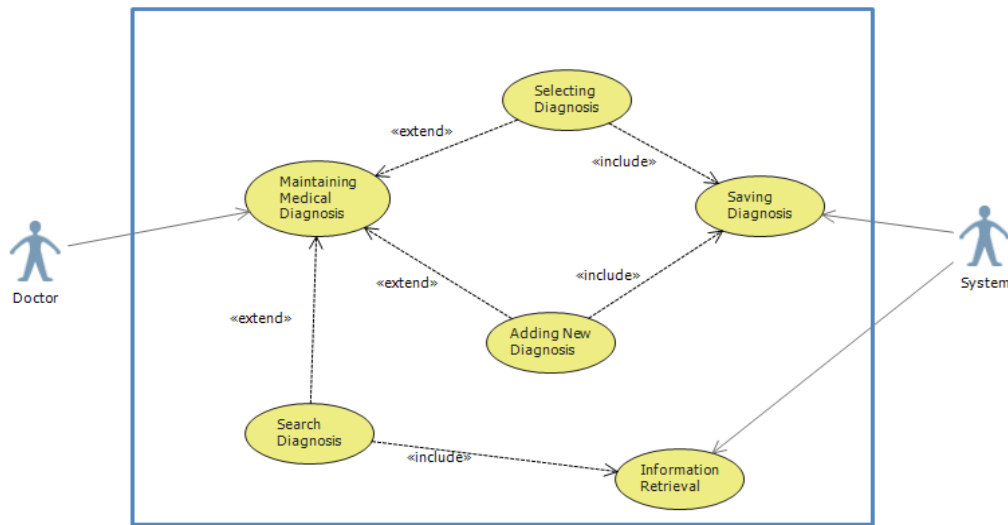 Selecting
Diagnosis
«extend»
«include»
Maintaining
Medical
Diagnosis
Saving
Diagnosis
Doctor
System
«extend»
«include»
«extend»
Adding New
Diagnosis
Search
Diagnosis
«include»
Information
Retrieval